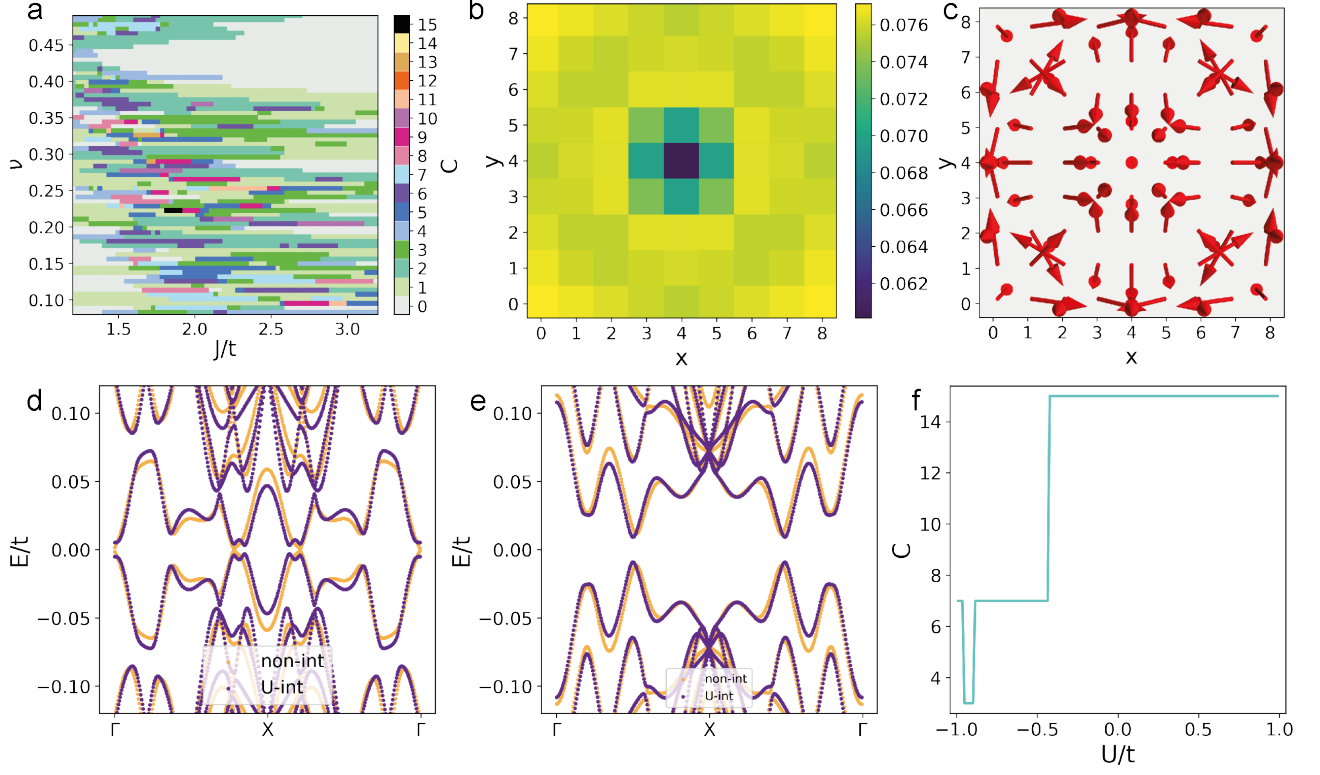 a
0.45
0.40
0.35
0.30
0.25
0.20
0.15
0.10
ν
1.5 2.0 2.5 3.0
J/t
15
14
13
12
11
10
9
8
7
6
5
4
3
2
1
0
C
b
8
7
6
5
4
3
2
1
0
y
0 1 2 3 4 5 6 7 8
x
0.076
0.074
0.072
0.070
0.068
0.066
0.064
0.062
c
8
7
6
5
4
3
2
1
0
y
0 1 2 3 4 5 6 7 8
x
d
0.10
0.05
0.00
−0.05
−0.10
E/t
non-int
U-int
Γ X Γ
e
0.10
0.05
0.00
−0.05
−0.10
E/t
non-int
U-int
Γ X Γ
f
14
12
10
8
6
4
C
−1.0 −0.5 0.0 0.5 1.0
U/t